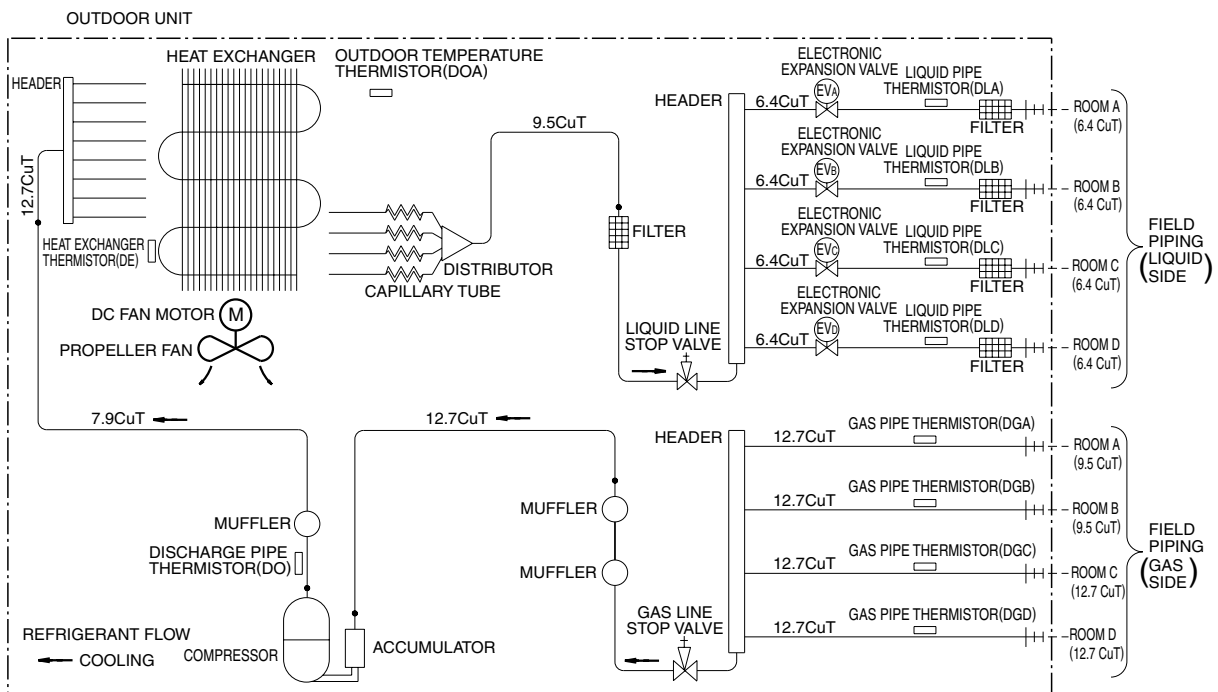 OUTDOOR UNIT
HEAT EXCHANGER
OUTDOOR TEMPERATURE
THERMISTOR(DOA)
HEADER
12.7CuT
HEAT EXCHANGER
THERMISTOR(DE)
CAPILLARY TUBE
DISTRIBUTOR
9.5CuT
FILTER
DC FAN MOTOR
M
PROPELLER FAN
LIQUID LINE
STOP VALVE
HEADER
ELECTRONIC
EXPANSION VALVE
6.4CuT
EVA
LIQUID PIPE
THERMISTOR(DLA)
FILTER
ROOM A
(6.4 CuT)
ELECTRONIC
EXPANSION VALVE
6.4CuT
EVB
LIQUID PIPE
THERMISTOR(DLB)
FILTER
ROOM B
(6.4 CuT)
ELECTRONIC
EXPANSION VALVE
6.4CuT
EVC
LIQUID PIPE
THERMISTOR(DLC)
FILTER
ROOM C
(6.4 CuT)
ELECTRONIC
EXPANSION VALVE
6.4CuT
EVD
LIQUID PIPE
THERMISTOR(DLD)
FILTER
ROOM D
(6.4 CuT)
FIELD
PIPING
(LIQUID
SIDE)
7.9CuT
12.7CuT
MUFFLER
DISCHARGE PIPE
THERMISTOR(DO)
COMPRESSOR
ACCUMULATOR
MUFFLER
MUFFLER
GAS LINE
STOP VALVE
HEADER
12.7CuT
GAS PIPE THERMISTOR(DGA)
ROOM A
(9.5 CuT)
12.7CuT
GAS PIPE THERMISTOR(DGB)
ROOM B
(9.5 CuT)
12.7CuT
GAS PIPE THERMISTOR(DGC)
ROOM C
(12.7 CuT)
12.7CuT
GAS PIPE THERMISTOR(DGD)
ROOM D
(12.7 CuT)
FIELD
PIPING
(GAS
SIDE)
REFRIGERANT FLOW
COOLING